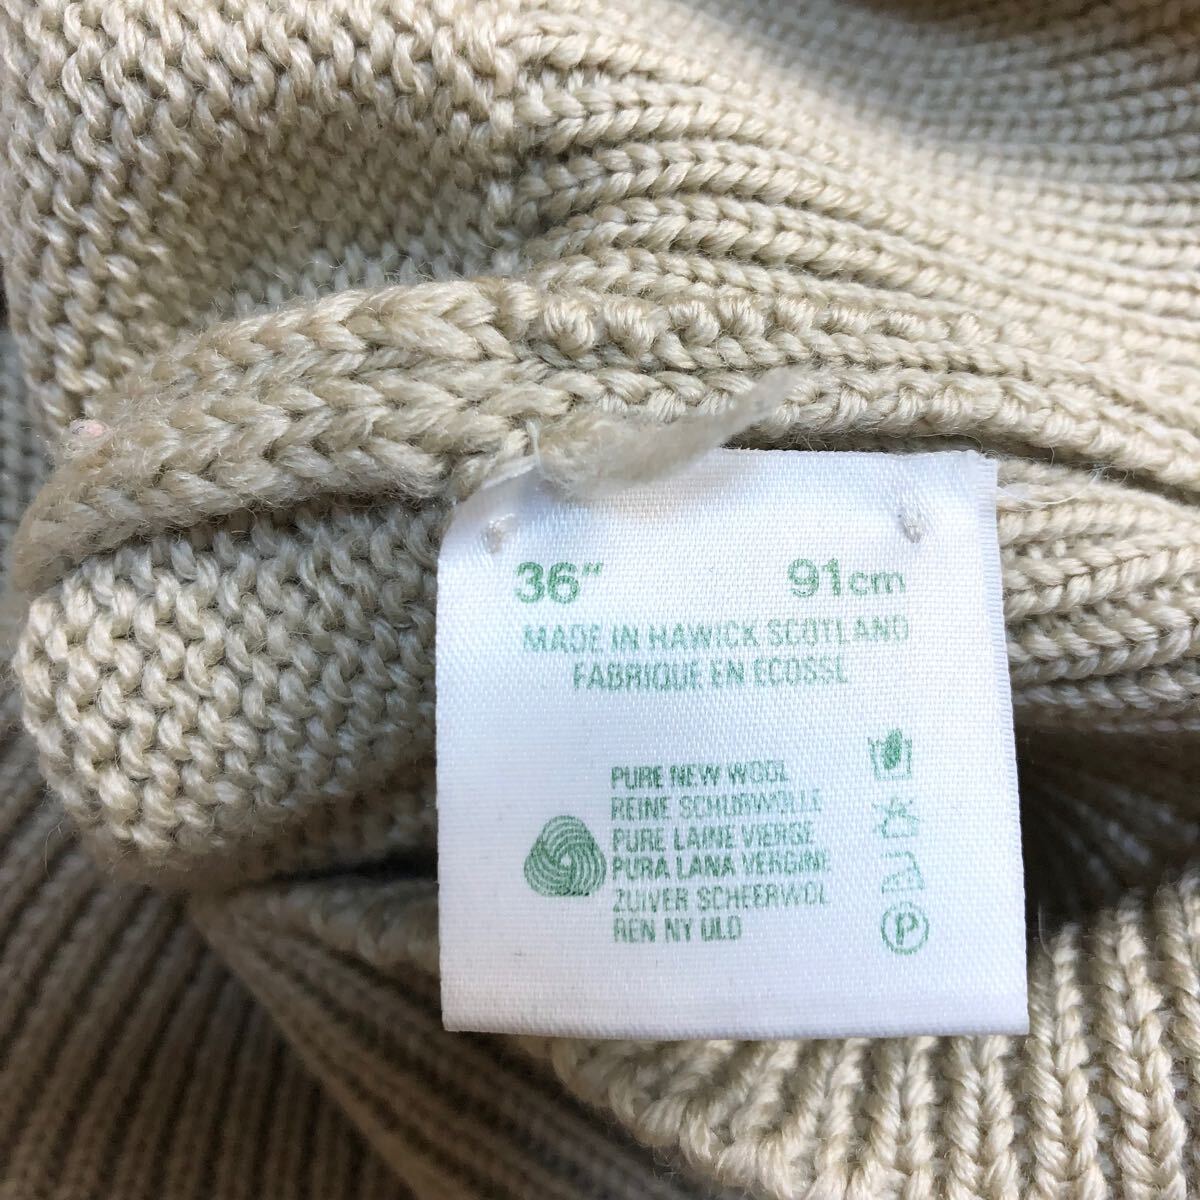 36" 91cm
MADE IN HAWICK SCOTLAND
FABRIQUE EN ECOSSE
PURE NEW WOOL
REINE SCHURWOLLE
PURE LAINE VIERGE
PURA LANA VERGINE
ZUIVER SCHEERWOL
REN NY ULD
P